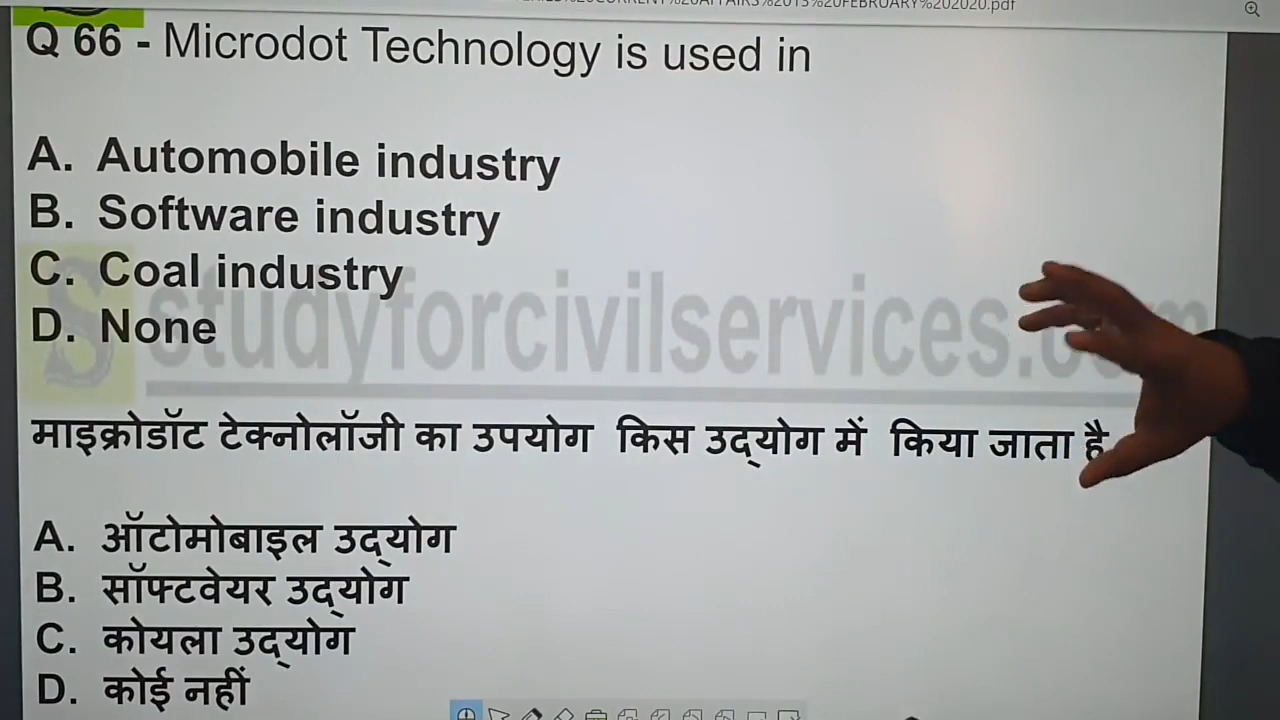 Q 66 - Microdot Technology is used in
A. Automobile industry
B. Software industry
C. Coal industry
D. None
studyforcivilservices.com
माइक्रोडॉट टेक्नोलॉजी का उपयोग किस उद्योग में किया जाता है
A. ऑटोमोबाइल उद्योग
B. सॉफ्टवेयर उद्योग
C. कोयला उद्योग
D. कोई नहीं